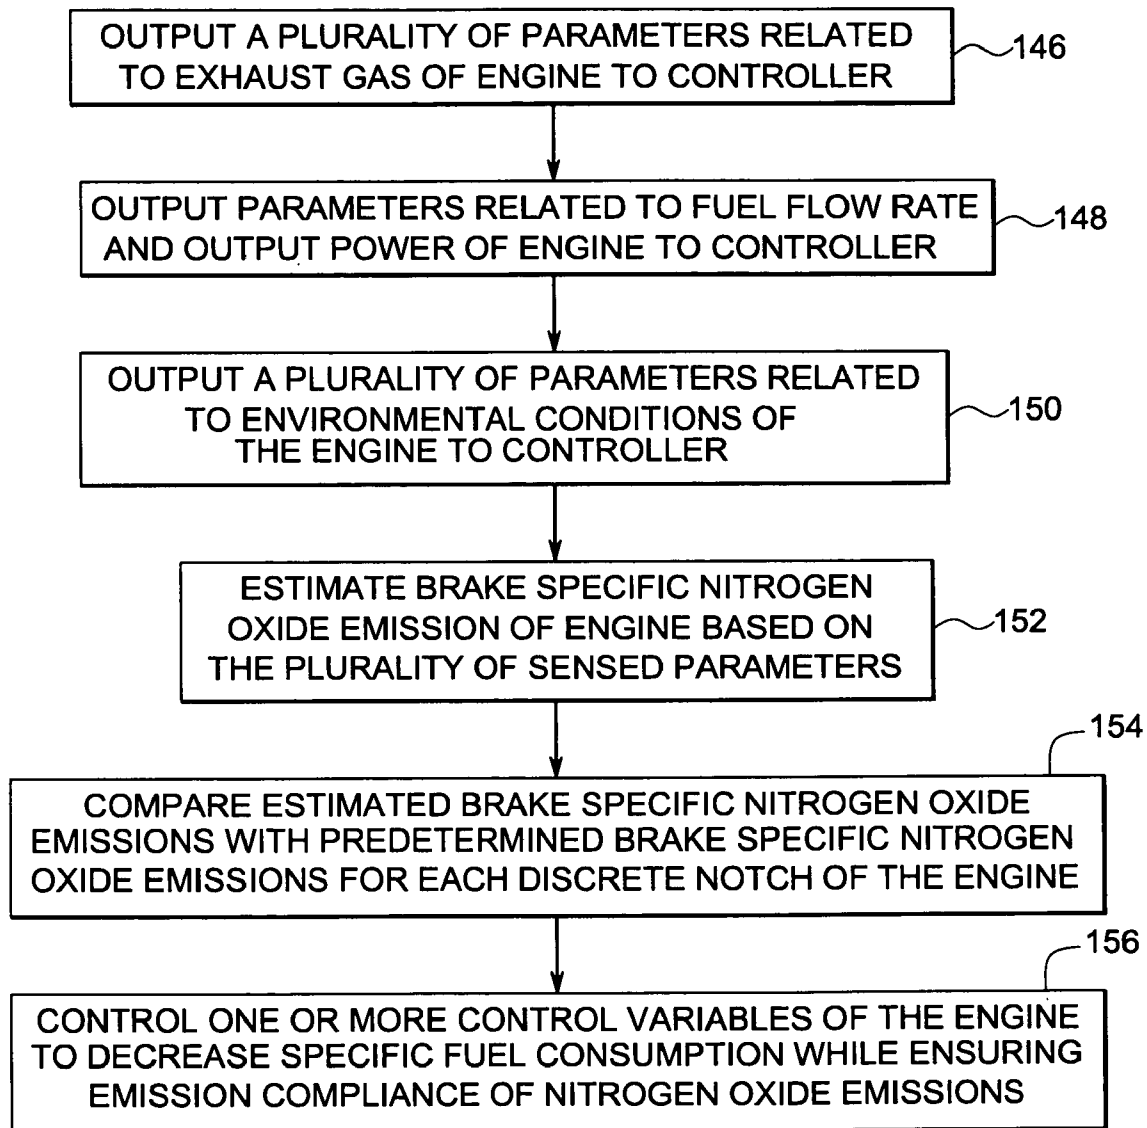 OUTPUT A PLURALITY OF PARAMETERS RELATED
TO EXHAUST GAS OF ENGINE TO CONTROLLER
146
OUTPUT PARAMETERS RELATED TO FUEL FLOW RATE
AND OUTPUT POWER OF ENGINE TO CONTROLLER
148
OUTPUT A PLURALITY OF PARAMETERS RELATED
TO ENVIRONMENTAL CONDITIONS OF
THE ENGINE TO CONTROLLER
150
ESTIMATE BRAKE SPECIFIC NITROGEN
OXIDE EMISSION OF ENGINE BASED ON
THE PLURALITY OF SENSED PARAMETERS
152
154
COMPARE ESTIMATED BRAKE SPECIFIC NITROGEN OXIDE
EMISSIONS WITH PREDETERMINED BRAKE SPECIFIC NITROGEN
OXIDE EMISSIONS FOR EACH DISCRETE NOTCH OF THE ENGINE
156
CONTROL ONE OR MORE CONTROL VARIABLES OF THE ENGINE
TO DECREASE SPECIFIC FUEL CONSUMPTION WHILE ENSURING
EMISSION COMPLIANCE OF NITROGEN OXIDE EMISSIONS